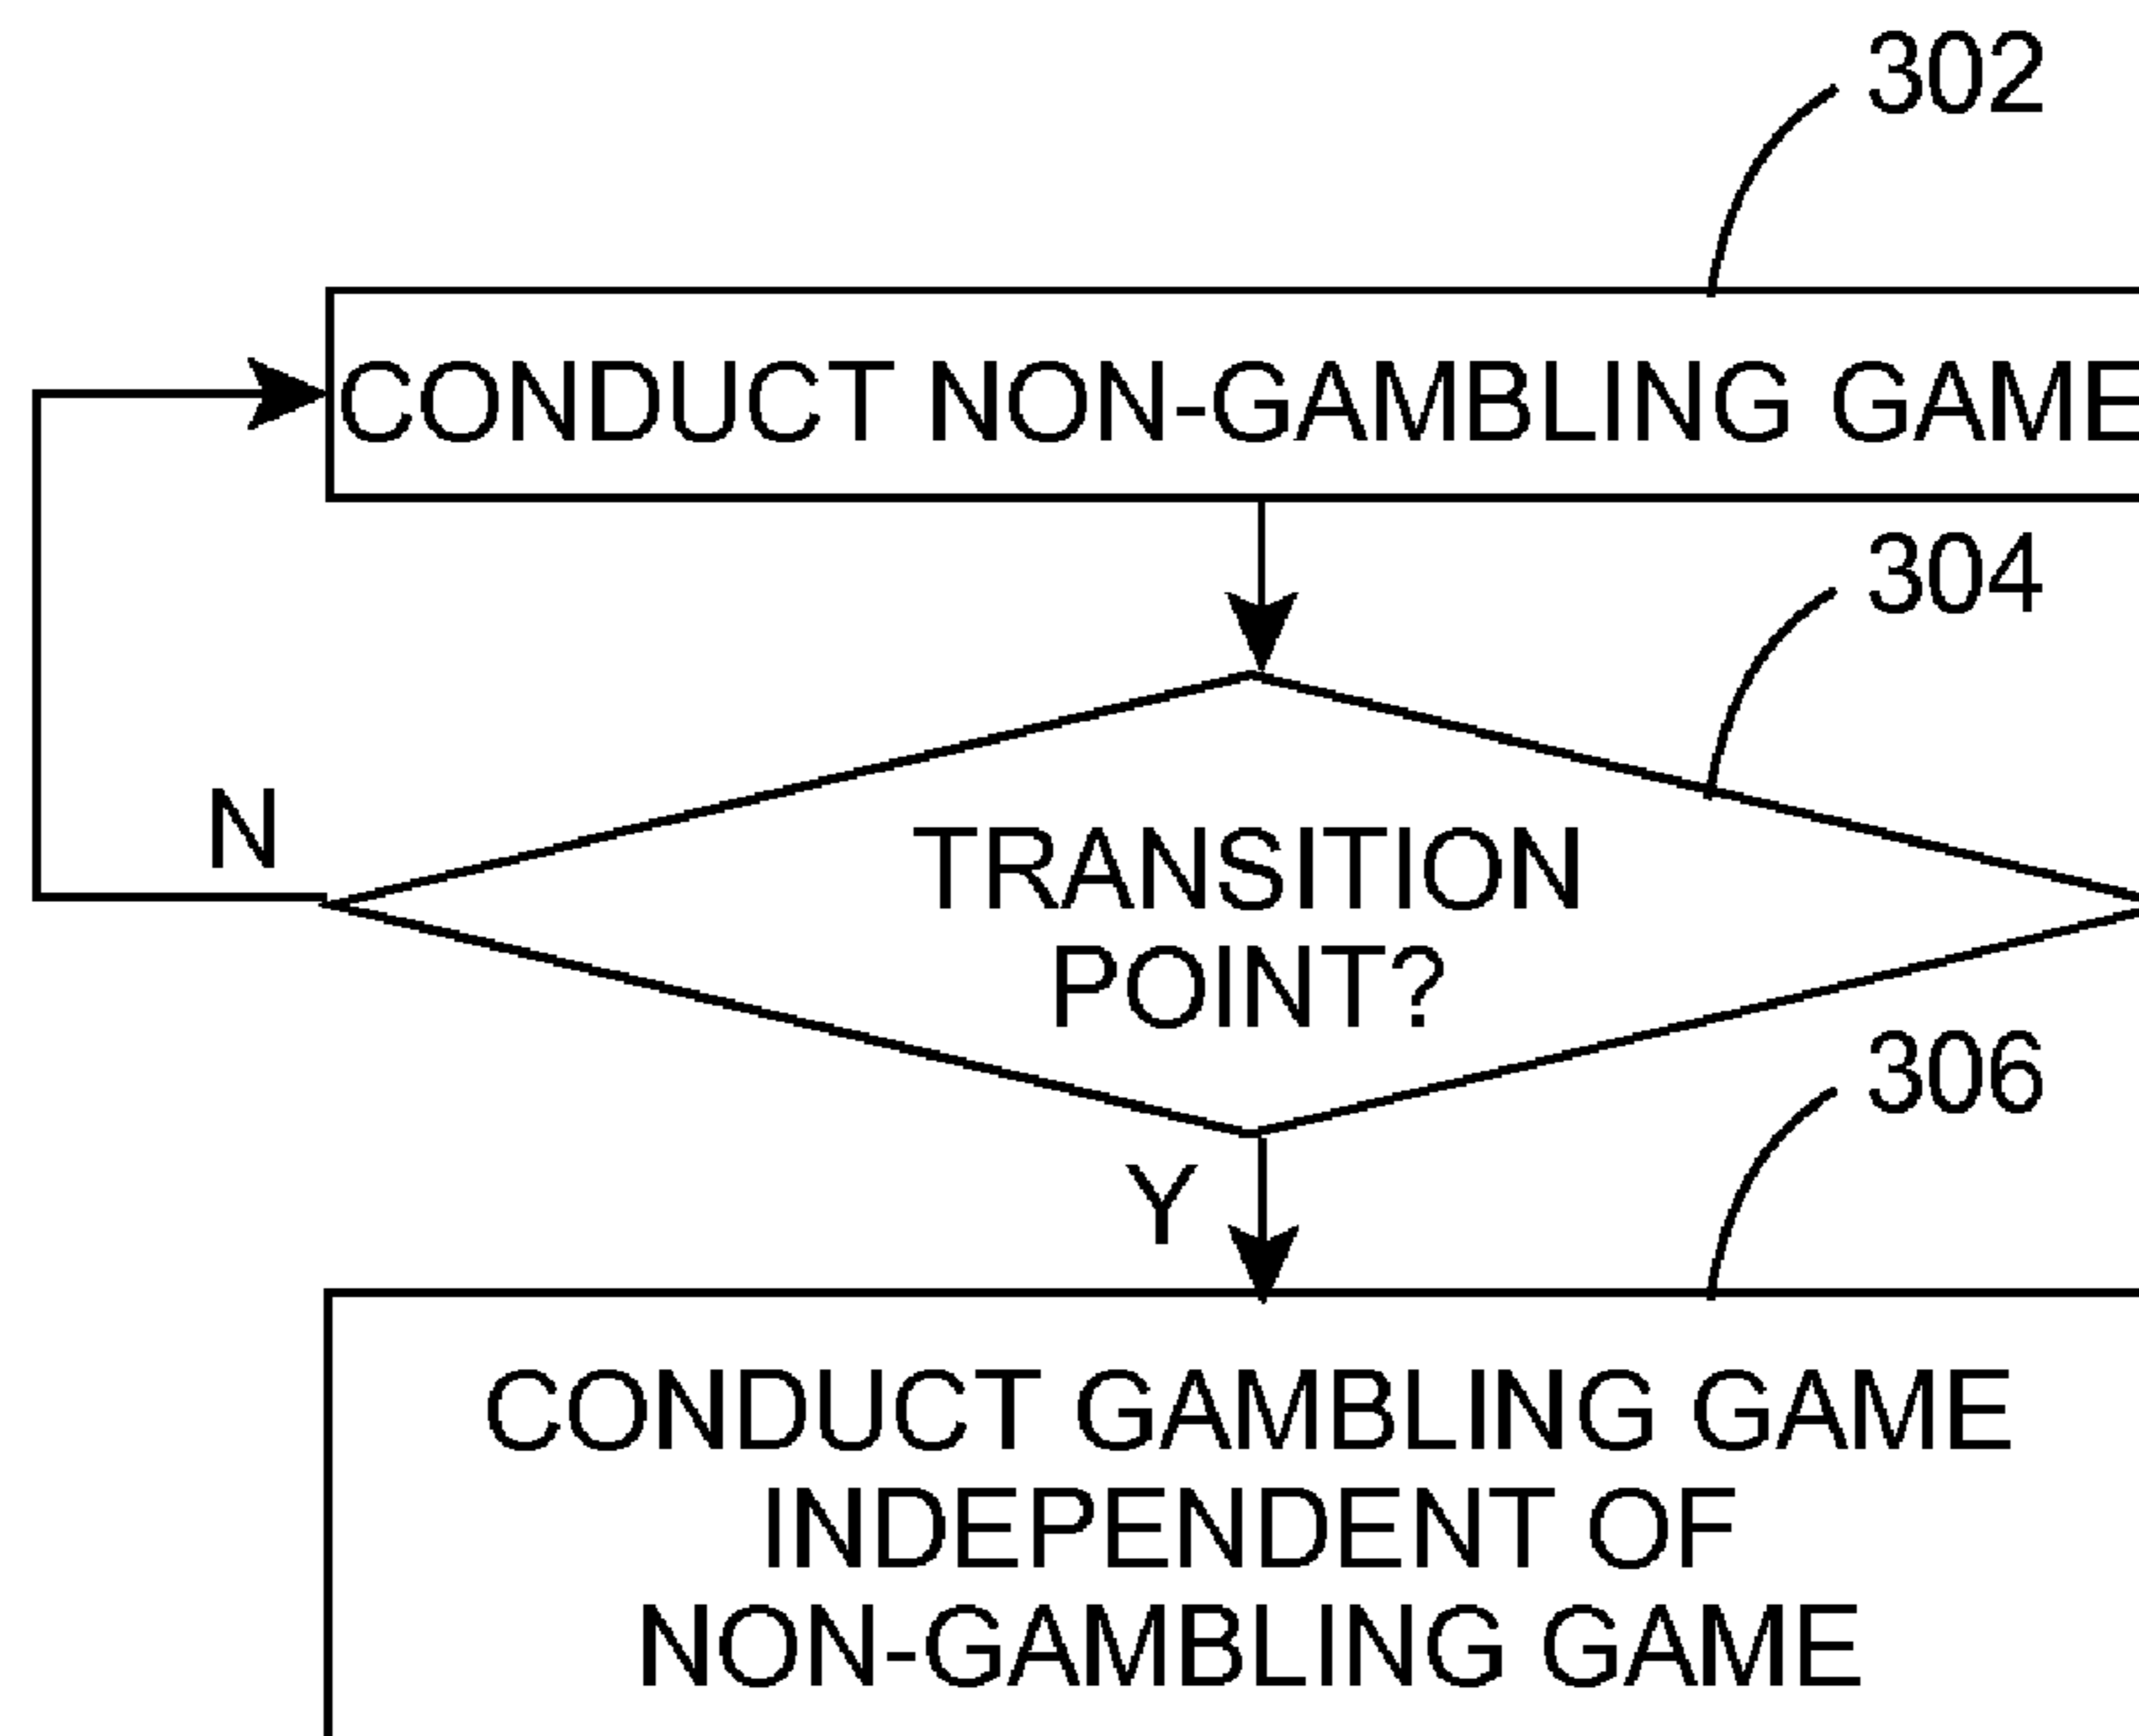 302
CONDUCT NON-GAMBLING GAME
304
N
TRANSITION
POINT?
306
Y
CONDUCT GAMBLING GAME
INDEPENDENT OF
NON-GAMBLING GAME